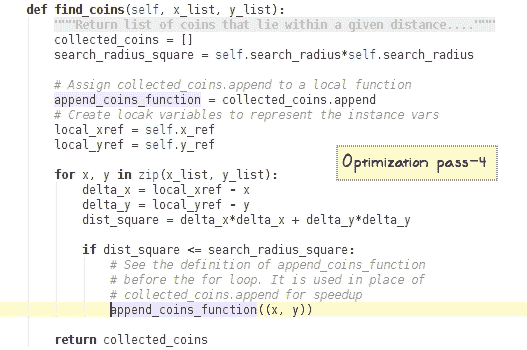 def find_coins(self, x_list, y_list):
"""Return list of coins that lie within a given distance...."""
collected_coins = []
search_radius_square = self.search_radius*self.search_radius
# Assign collected_coins.append to a local function
append_coins_function = collected_coins.append
# Create locak variables to represent the instance vars
local_xref = self.x_ref
local_yref = self.y_ref
Optimization pass-4
for x, y in zip(x_list, y_list):
delta_x = local_xref - x
delta_y = local_yref - y
dist_square = delta_x*delta_x + delta_y*delta_y
if dist_square <= search_radius_square:
# See the definition of append_coins_function
# before the for loop. It is used in place of
# collected_coins.append for speedup
append_coins_function((x, y))
return collected_coins